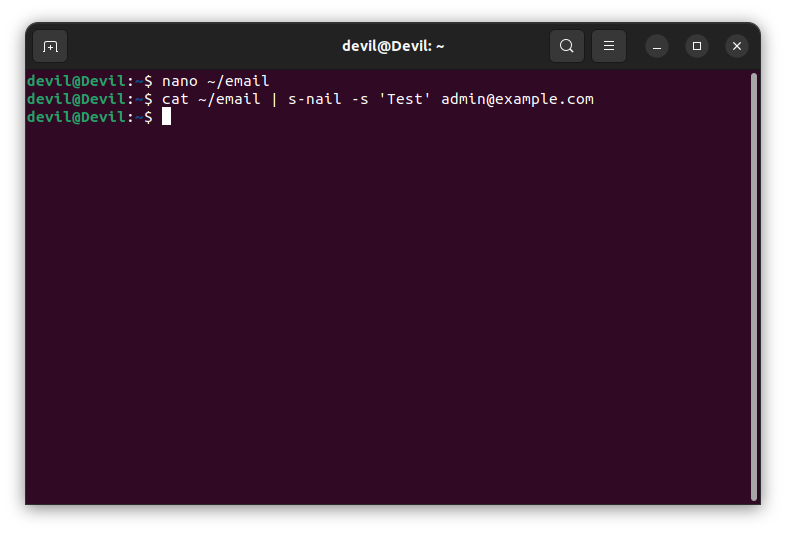 devil@Devil: ~
devil@Devil:~$ nano ~/email
devil@Devil:~$ cat ~/email | s-nail -s 'Test' admin@example.com
devil@Devil:~$